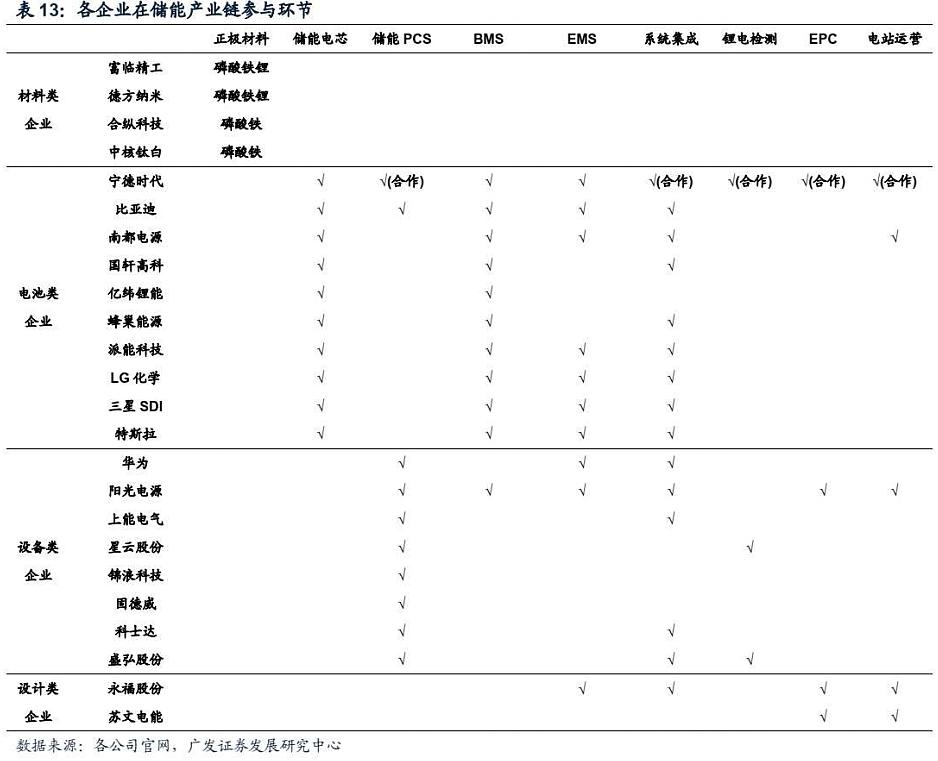 表 13：各企业在储能产业链参与环节
正极材料 储能电芯 储能 PCS BMS EMS 系统集成 锂电检测 EPC 电站运营
富临精工 磷酸铁锂
材料类 德方纳米 磷酸铁锂
企业 合纵科技 磷酸铁
中核钛白 磷酸铁
宁德时代 √ √(合作) √ √ √(合作) √(合作) √(合作) √(合作)
比亚迪 √ √ √ √ √
南都电源 √ √ √ √ √
国轩高科 √ √ √
电池类 亿纬锂能 √ √
企业 蜂巢能源 √ √ √
派能科技 √ √ √ √
LG 化学 √ √ √ √
三星 SDI √ √ √ √
特斯拉 √ √ √ √
华为 √ √ √
阳光电源 √ √ √ √ √ √
上能电气 √ √
设备类 星云股份 √ √
企业 锦浪科技 √
固德威 √
科士达 √ √
盛弘股份 √ √ √
设计类 永福股份 √ √ √ √
企业 苏文电能 √ √
数据来源：各公司官网，广发证券发展研究中心